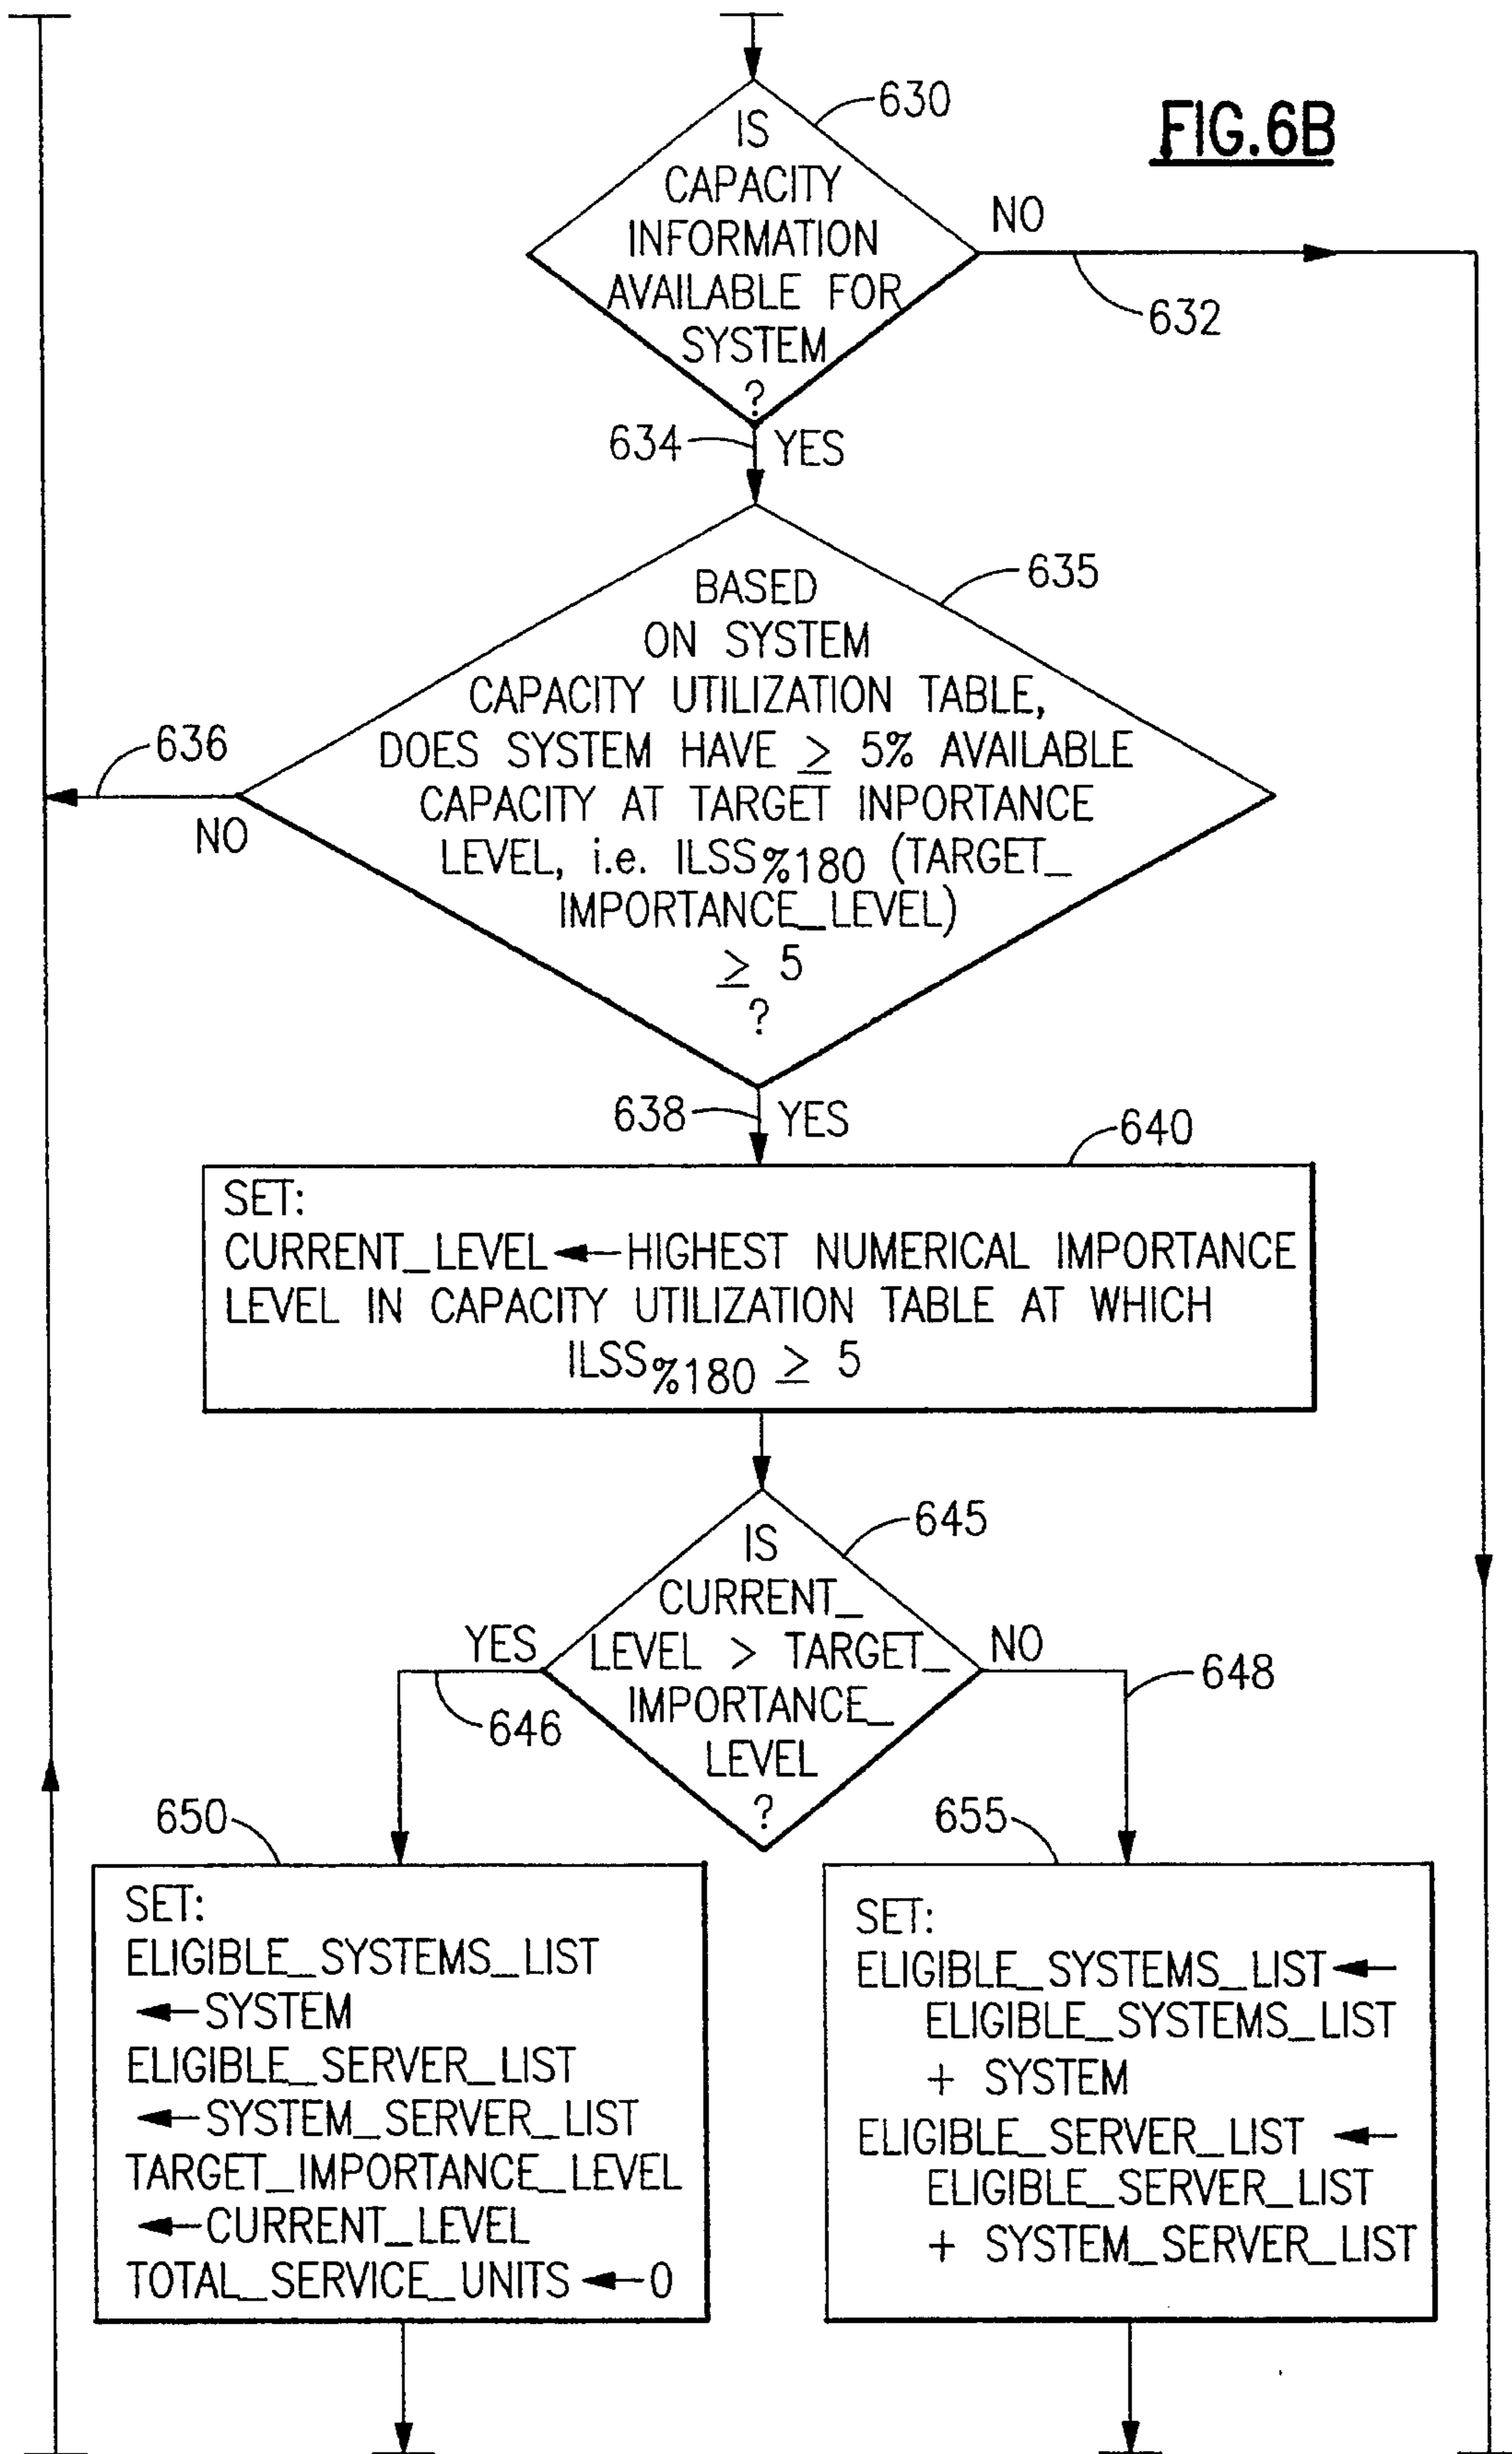 FIG.6B
630
IS
CAPACITY
INFORMATION
AVAILABLE FOR
SYSTEM
?
NO
632
634
YES
635
BASED
ON SYSTEM
CAPACITY UTILIZATION TABLE,
DOES SYSTEM HAVE ≥ 5% AVAILABLE
CAPACITY AT TARGET INPORTANCE
LEVEL, i.e. ILSS%180 (TARGET_
IMPORTANCE_LEVEL)
≥ 5
?
636
NO
638
YES
640
SET:
CURRENT_LEVEL←HIGHEST NUMERICAL IMPORTANCE
LEVEL IN CAPACITY UTILIZATION TABLE AT WHICH
ILSS%180 ≥ 5
645
IS
CURRENT_
LEVEL > TARGET_
IMPORTANCE_
LEVEL
?
YES
646
NO
648
650
SET:
ELIGIBLE_SYSTEMS_LIST
←SYSTEM
ELIGIBLE_SERVER_LIST
←SYSTEM_SERVER_LIST
TARGET_IMPORTANCE_LEVEL
←CURRENT_LEVEL
TOTAL_SERVICE_UNITS←0
655
SET:
ELIGIBLE_SYSTEMS_LIST←
ELIGIBLE_SYSTEMS_LIST
+ SYSTEM
ELIGIBLE_SERVER_LIST ←
ELIGIBLE_SERVER_LIST
+ SYSTEM_SERVER_LIST